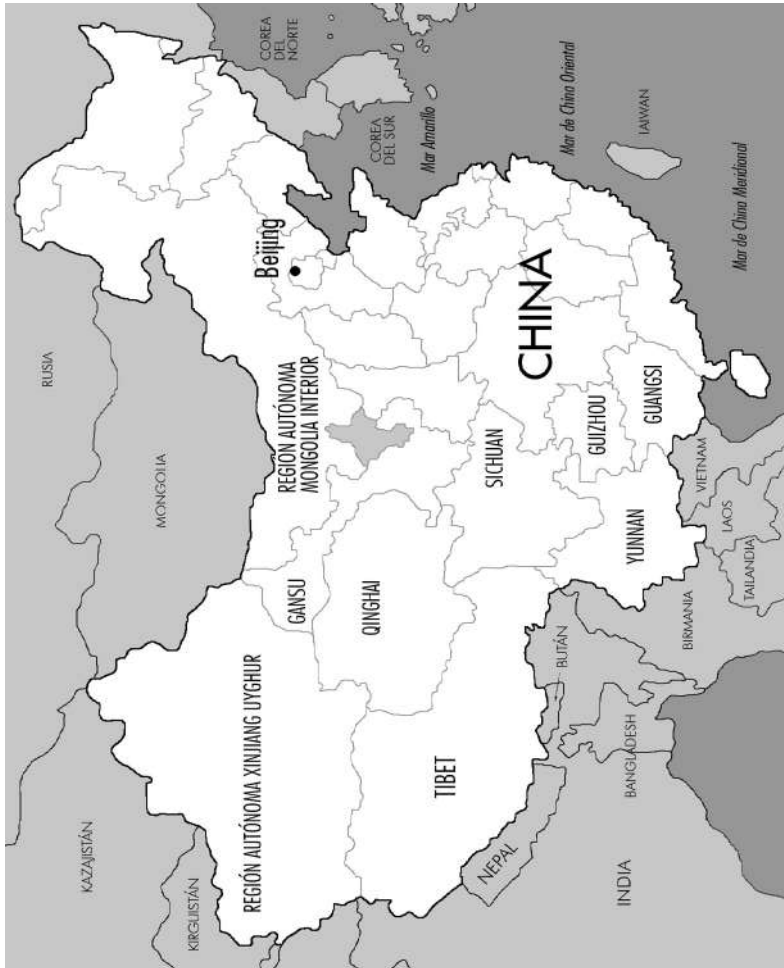 RUSIA
MONGOLIA
KAZAJISTÁN
KIRGUISTÁN
COREA
DEL
NORTE
COREA
DEL SUR
Mar Amarillo
Mar de China Oriental
TAIWAN
Mar de China Meridional
Beijing
REGIÓN AUTÓNOMA
MONGOLIA INTERIOR
REGIÓN AUTÓNOMA XINJIANG UYGHUR
GANSU
QINGHAI
TIBET
SICHUAN
CHINA
GUIZHOU
GUANGSI
YUNNAN
NEPAL
BUTÁN
BANGLADESH
INDIA
BIRMANIA
VIETNAM
LAOS
TAILANDIA